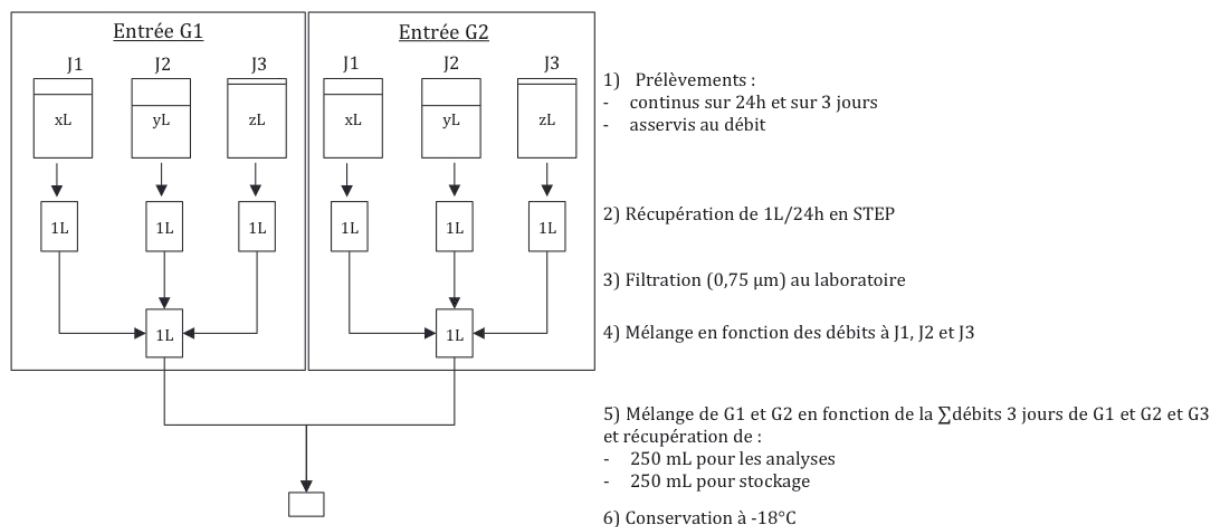 Entrée G1
J1 J2 J3
xL yL zL
1L 1L 1L
1L
Entrée G2
J1 J2 J3
xL yL zL
1L 1L 1L
1L
1) Prélèvements :
- continus sur 24h et sur 3 jours
- asservis au débit
2) Récupération de 1L/24h en STEP
3) Filtration (0,75 µm) au laboratoire
4) Mélange en fonction des débits à J1, J2 et J3
5) Mélange de G1 et G2 en fonction de la ∑débits 3 jours de G1 et G2 et G3
et récupération de :
- 250 mL pour les analyses
- 250 mL pour stockage
6) Conservation à -18°C